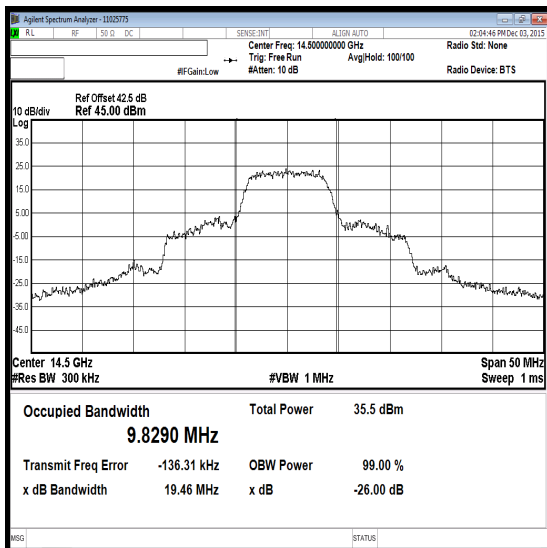 Agilent Spectrum Analyzer - 11025775
RL RF 50 Ω DC SENSE:INT ALIGN AUTO 02:04:46 PM Dec 03, 2015
Center Freq: 14.500000000 GHz Radio Std: None
Trig: Free Run Avg|Hold: 100/100
#IFGain:Low #Atten: 10 dB Radio Device: BTS
Ref Offset 42.5 dB
10 dB/div Ref 45.00 dBm
Log
35.0
25.0
15.0
5.00
-5.00
-15.0
-25.0
-35.0
-45.0
Center 14.5 GHz Span 50 MHz
#Res BW 300 kHz #VBW 1 MHz Sweep 1 ms
Occupied Bandwidth Total Power 35.5 dBm
9.8290 MHz
Transmit Freq Error -136.31 kHz OBW Power 99.00 %
x dB Bandwidth 19.46 MHz x dB -26.00 dB
MSG STATUS